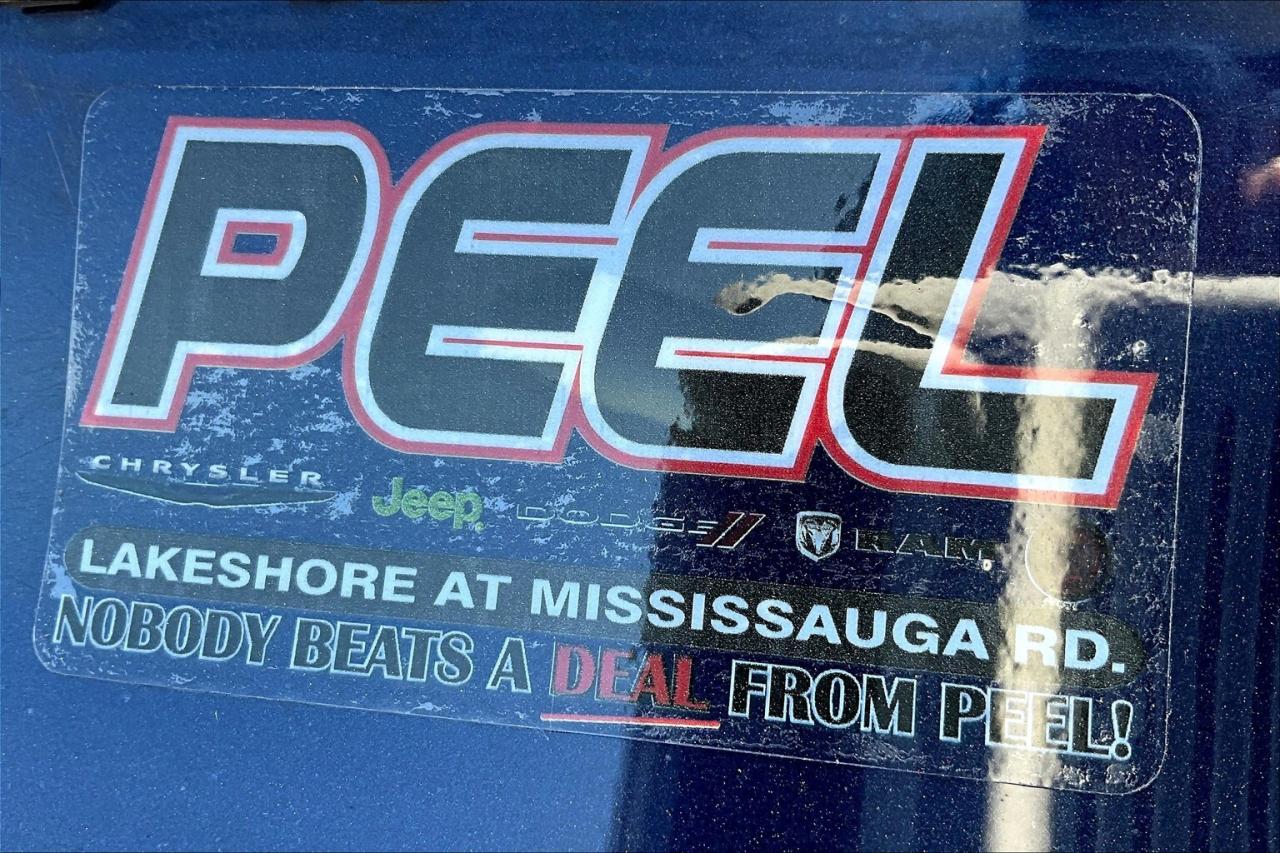 PEEL
CHRYSLER Jeep DODGE RAM
LAKESHORE AT MISSISSAUGA RD.
NOBODY BEATS A DEAL FROM PEEL!